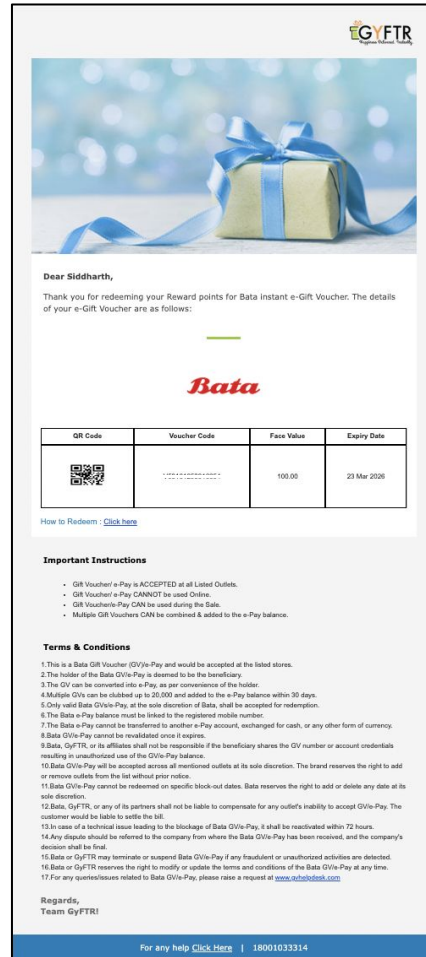 GYFTR
Happiness Delivered. Instantly.
Dear Siddharth,
Thank you for redeeming your Reward points for Bata instant e-Gift Voucher. The details
of your e-Gift Voucher are as follows:
Bata
QR Code Voucher Code Face Value Expiry Date
100.00 23 Mar 2026
How to Redeem : Click here
Important Instructions
• Gift Voucher/ e-Pay is ACCEPTED at all Listed Outlets.
• Gift Voucher/ e-Pay CANNOT be used Online.
• Gift Voucher/e-Pay CAN be used during the Sale.
• Multiple Gift Vouchers CAN be combined & added to the e-Pay balance.
Terms & Conditions
1.This is a Bata Gift Voucher (GV)/e-Pay and would be accepted at the listed stores.
2.The holder of the Bata GV/e-Pay is deemed to be the beneficiary.
3.The GV can be converted into e-Pay, as per convenience of the holder.
4.Multiple GVs can be clubbed up to 20,000 and added to the e-Pay balance within 30 days.
5.Only valid Bata GVs/e-Pay, at the sole discretion of Bata, shall be accepted for redemption.
6.The Bata e-Pay balance must be linked to the registered mobile number.
7.The Bata e-Pay cannot be transferred to another e-Pay account, exchanged for cash, or any other form of currency.
8.Bata GV/e-Pay cannot be revalidated once it expires.
9.Bata, GyFTR, or its affiliates shall not be responsible if the beneficiary shares the GV number or account credentials
resulting in unauthorized use of the GV/e-Pay balance.
10.Bata GV/e-Pay will be accepted across all mentioned outlets at its sole discretion. The brand reserves the right to add
or remove outlets from the list without prior notice.
11.Bata GV/e-Pay cannot be redeemed on specific block-out dates. Bata reserves the right to add or delete any date at its
sole discretion.
12.Bata, GyFTR, or any of its partners shall not be liable to compensate for any outlet's inability to accept GV/e-Pay. The
customer would be liable to settle the bill.
13.In case of a technical issue leading to the blockage of Bata GV/e-Pay, it shall be reactivated within 72 hours.
14.Any dispute should be referred to the company from where the Bata GV/e-Pay has been received, and the company's
decision shall be final.
15.Bata or GyFTR may terminate or suspend Bata GV/e-Pay if any fraudulent or unauthorized activities are detected.
16.Bata or GyFTR reserves the right to modify or update the terms and conditions of the Bata GV/e-Pay at any time.
17.For any queries/issues related to Bata GV/e-Pay, please raise a request at www.gvhelpdesk.com
Regards,
Team GyFTR!
For any help Click Here | 18001033314